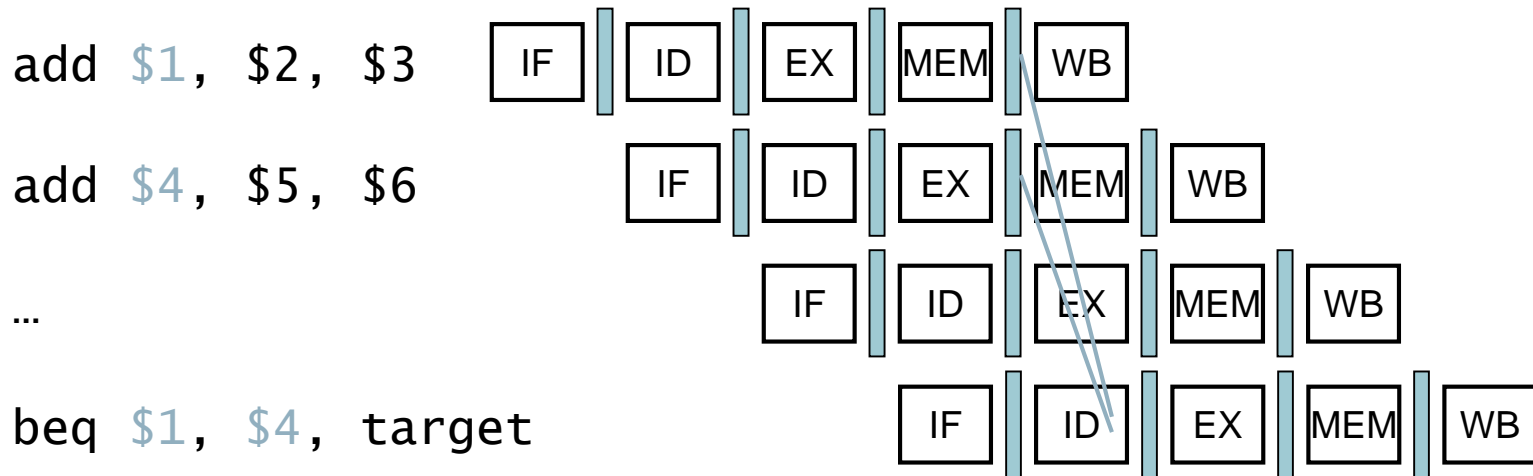 add $1, $2, $3 IF ID EX MEM WB
add $4, $5, $6 IF ID EX MEM WB
… IF ID EX MEM WB
beq $1, $4, target IF ID EX MEM WB